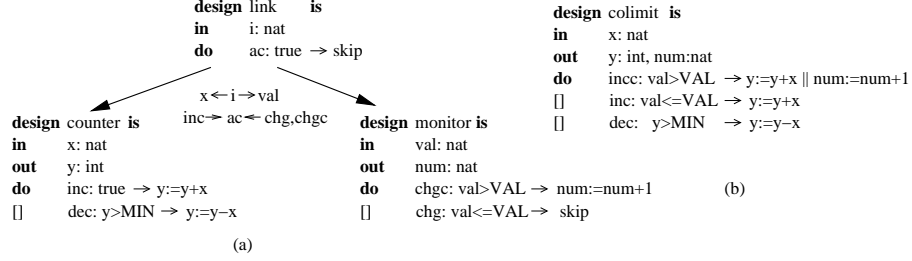 design link is
in i: nat
do ac: true → skip
x←i→val
inc→ ac← chg,chgc
design counter is
in x: nat
out y: int
do inc: true → y:=y+x
[] dec: y>MIN → y:=y−x
design monitor is
in val: nat
out num: nat
do chgc: val>VAL → num:=num+1
[] chg: val<=VAL→ skip
(a)
design colimit is
in x: nat
out y: int, num:nat
do incc: val>VAL → y:=y+x || num:=num+1
[] inc: val<=VAL → y:=y+x
[] dec: y>MIN → y:=y−x
(b)